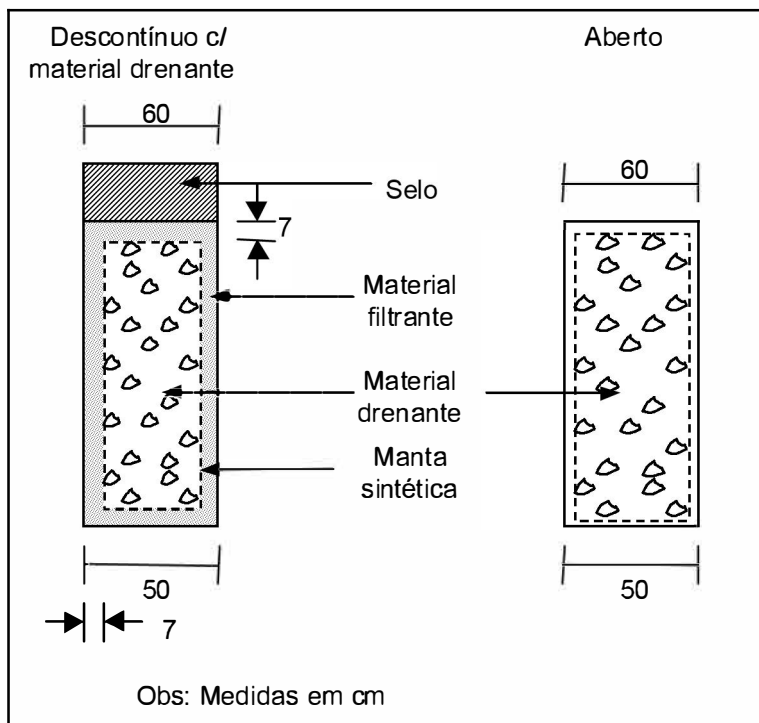 Descontínuo c/
material drenante
Aberto
60
60
Selo
7
Material
filtrante
Material
drenante
Manta
sintética
50
50
7
Obs: Medidas em cm